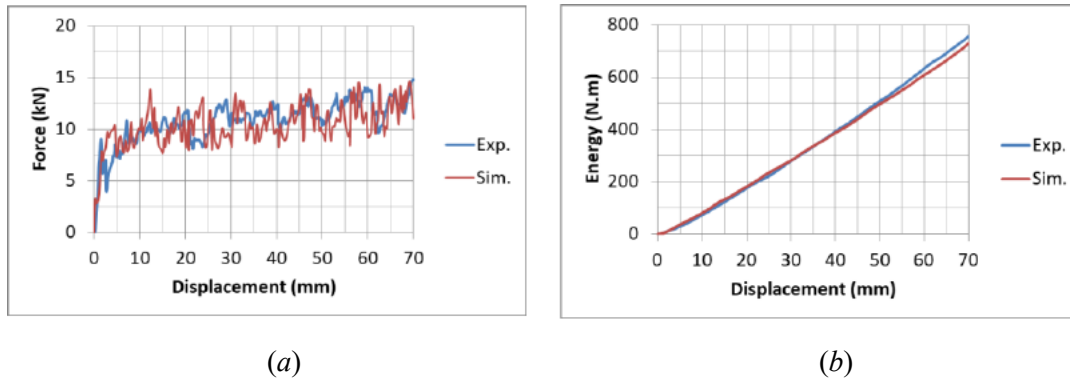 20
15
10
5
0
Force (kN)
0 10 20 30 40 50 60 70
Displacement (mm)
Exp.
Sim.
(a)
800
600
400
200
0
Energy (N.m)
0 10 20 30 40 50 60 70
Displacement (mm)
Exp.
Sim.
(b)